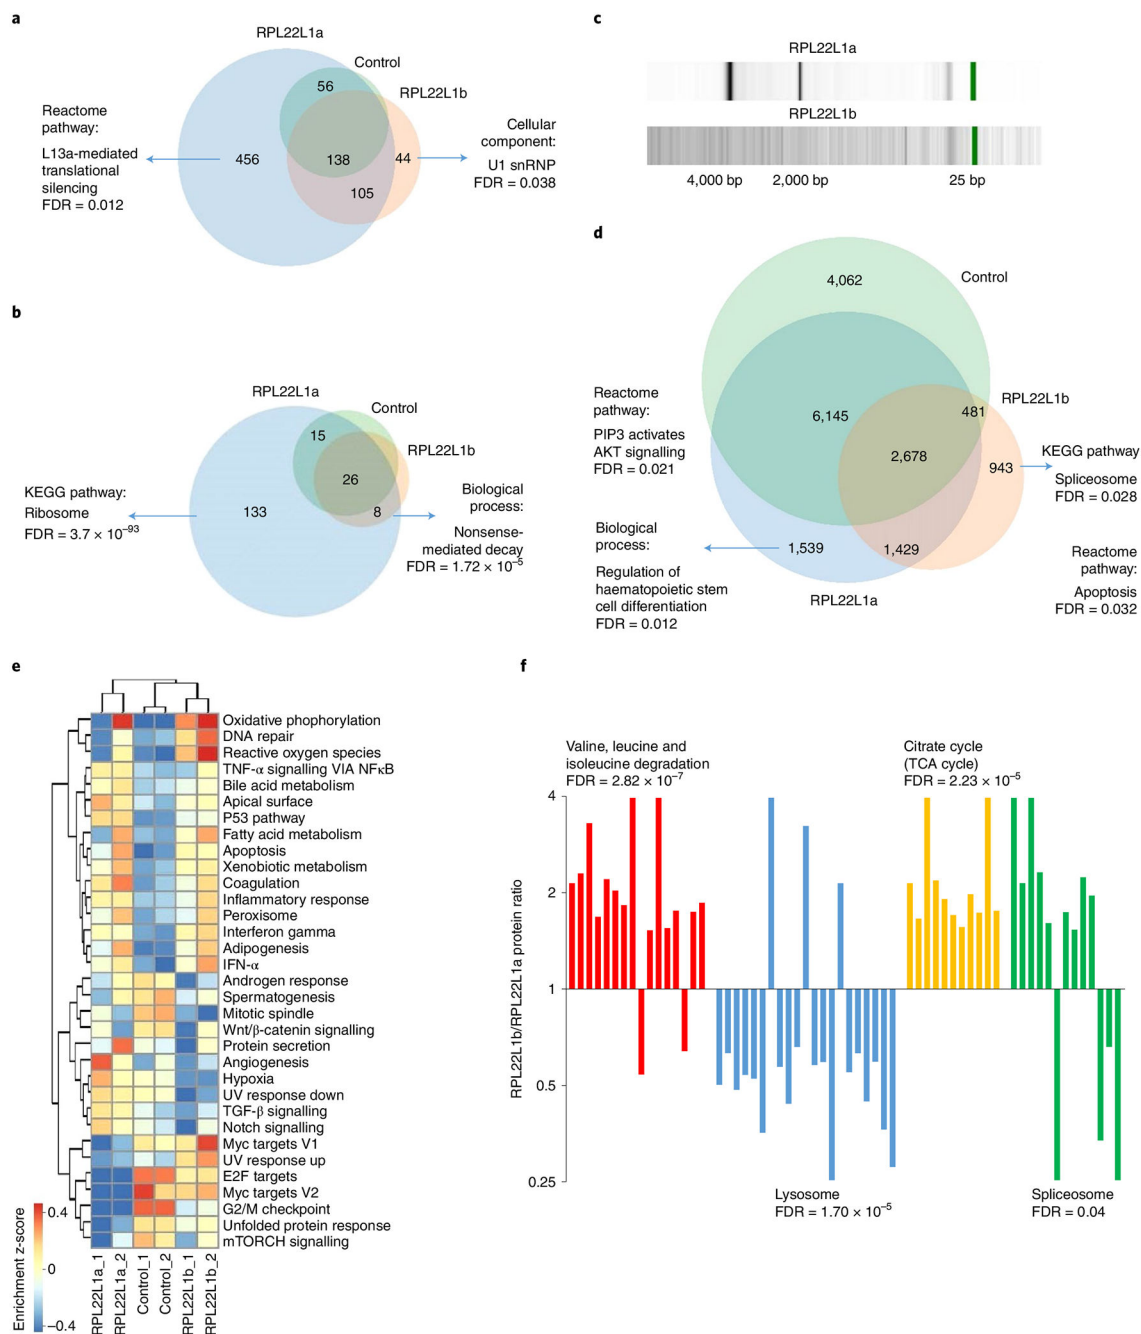 a
RPL22L1a
Control
RPL22L1b
56
456
138
44
105
Reactome
pathway:
L13a-mediated
translational
silencing
FDR = 0.012
Cellular
component:
U1 snRNP
FDR = 0.038
b
RPL22L1a
Control
RPL22L1b
15
26
133
8
KEGG pathway:
Ribosome
FDR = 3.7 × 10⁻⁹³
Biological
process:
Nonsense-
mediated decay
FDR = 1.72 × 10⁻⁵
c
RPL22L1a
RPL22L1b
4,000 bp
2,000 bp
25 bp
d
4,062
Control
RPL22L1b
481
6,145
2,678
943
1,539
1,429
RPL22L1a
Reactome
pathway:
PIP3 activates
AKT signalling
FDR = 0.021
Biological
process:
Regulation of
haematopoietic stem
cell differentiation
FDR = 0.012
KEGG pathway
Spliceosome
FDR = 0.028
Reactome
pathway:
Apoptosis
FDR = 0.032
e
Oxidative phophorylation
DNA repair
Reactive oxygen species
TNF-α signalling VIA NFκB
Bile acid metabolism
Apical surface
P53 pathway
Fatty acid metabolism
Apoptosis
Xenobiotic metabolism
Coagulation
Inflammatory response
Peroxisome
Interferon gamma
Adipogenesis
IFN-α
Androgen response
Spermatogenesis
Mitotic spindle
Wnt/β-catenin signalling
Protein secretion
Angiogenesis
Hypoxia
UV response down
TGF-β signalling
Notch signalling
Myc targets V1
UV response up
E2F targets
Myc targets V2
G2/M checkpoint
Unfolded protein response
mTORCH signalling
Enrichment z-score
0.4
0
−0.4
RPL22L1a_1
RPL22L1a_2
Control_1
Control_2
RPL22L1b_1
RPL22L1b_2
f
Valine, leucine and
isoleucine degradation
FDR = 2.82 × 10⁻⁷
Citrate cycle
(TCA cycle)
FDR = 2.23 × 10⁻⁵
RPL22L1b/RPL22L1a protein ratio
4
2
1
0.5
0.25
Lysosome
FDR = 1.70 × 10⁻⁵
Spliceosome
FDR = 0.04